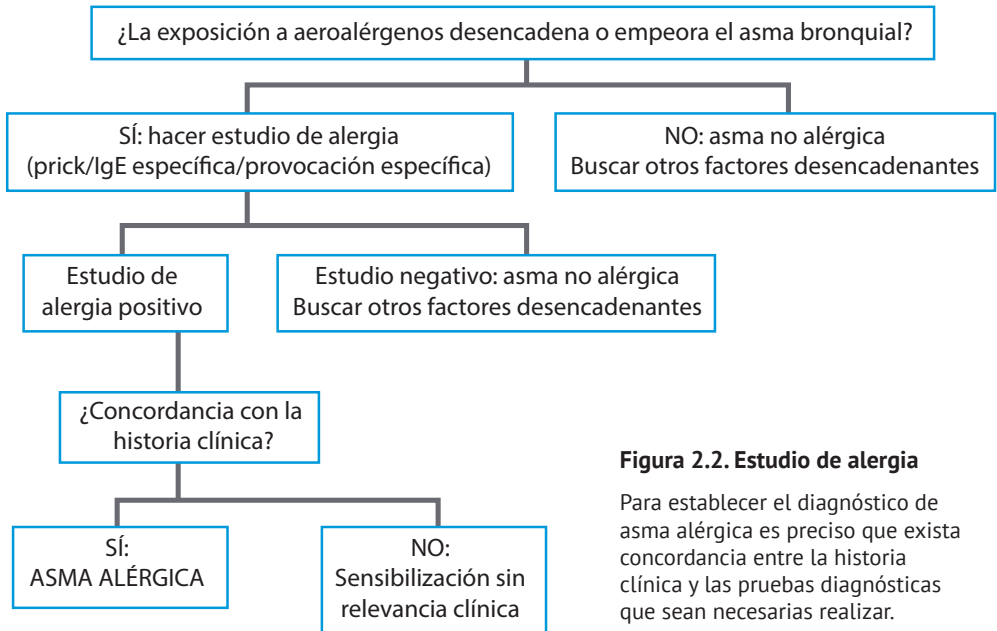 ¿La exposición a aeroalérgenos desencadena o empeora el asma bronquial?
SÍ: hacer estudio de alergia
(prick/IgE específica/provocación específica)
NO: asma no alérgica
Buscar otros factores desencadenantes
Estudio de
alergia positivo
Estudio negativo: asma no alérgica
Buscar otros factores desencadenantes
¿Concordancia con la
historia clínica?
SÍ:
ASMA ALÉRGICA
NO:
Sensibilización sin
relevancia clínica
Figura 2.2. Estudio de alergia
Para establecer el diagnóstico de
asma alérgica es preciso que exista
concordancia entre la historia
clínica y las pruebas diagnósticas
que sean necesarias realizar.